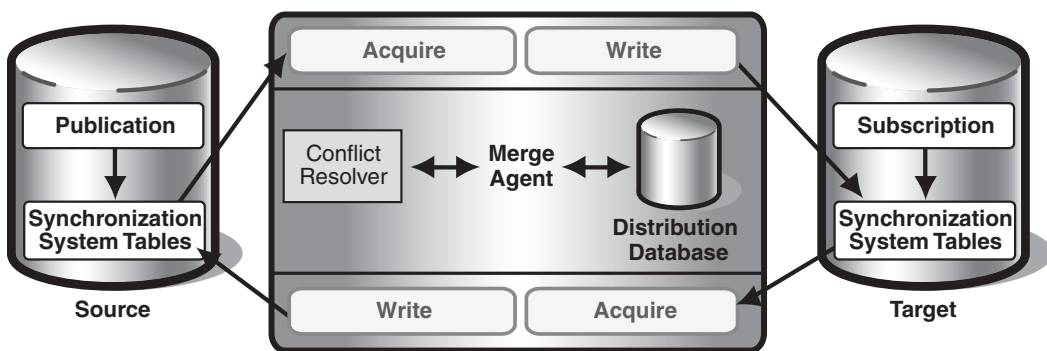 Acquire
Write
Publication
Synchronization
System Tables
Source
Conflict
Resolver
Merge
Agent
Distribution
Database
Write
Acquire
Subscription
Synchronization
System Tables
Target